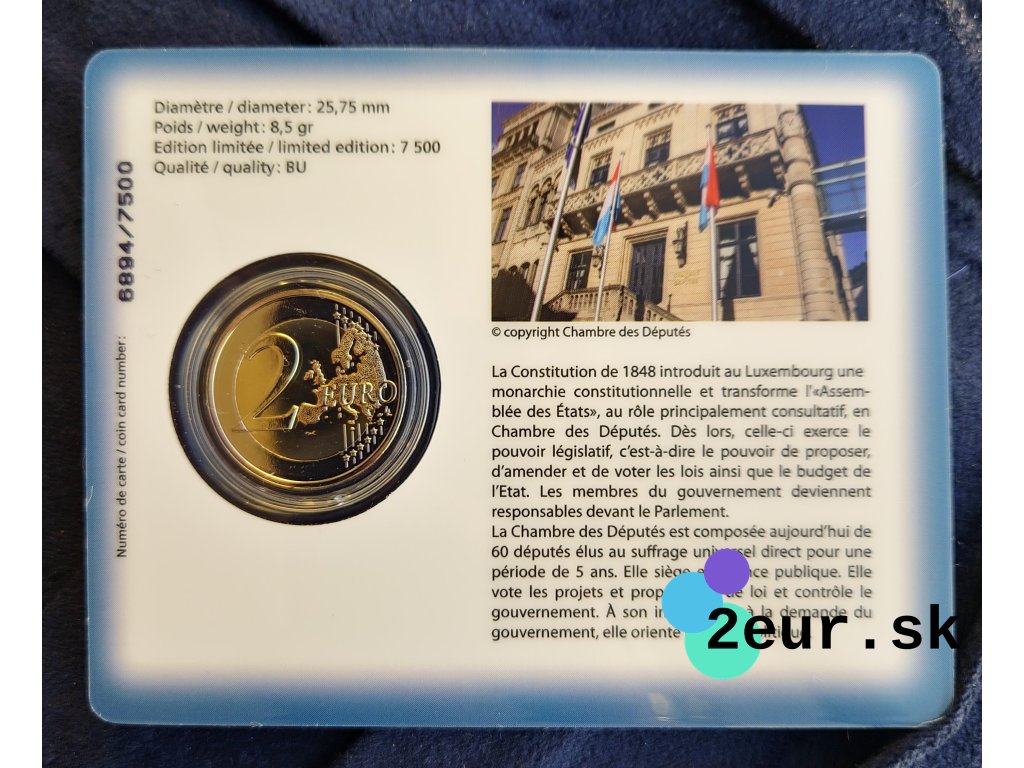 Diamètre / diameter: 25,75 mm
Poids / weight: 8,5 gr
Edition limitée / limited edition: 7 500
Qualité / quality: BU
Numéro de carte / coin card number: 6894/7500
2 EURO
© copyright Chambre des Députés
La Constitution de 1848 introduit au Luxembourg une
monarchie constitutionnelle et transforme l'«Assem-
blée des États», au rôle principalement consultatif, en
Chambre des Députés. Dès lors, celle-ci exerce le
pouvoir législatif, c'est-à-dire le pouvoir de proposer,
d'amender et de voter les lois ainsi que le budget de
l'Etat. Les membres du gouvernement deviennent
responsables devant le Parlement.
La Chambre des Députés est composée aujourd'hui de
60 députés élus au suffrage universel direct pour une
période de 5 ans. Elle siège publique. Elle
vote les projets et de loi et contrôle le
gouvernement. À son à la demande du
gouvernement, elle oriente
2eur.sk